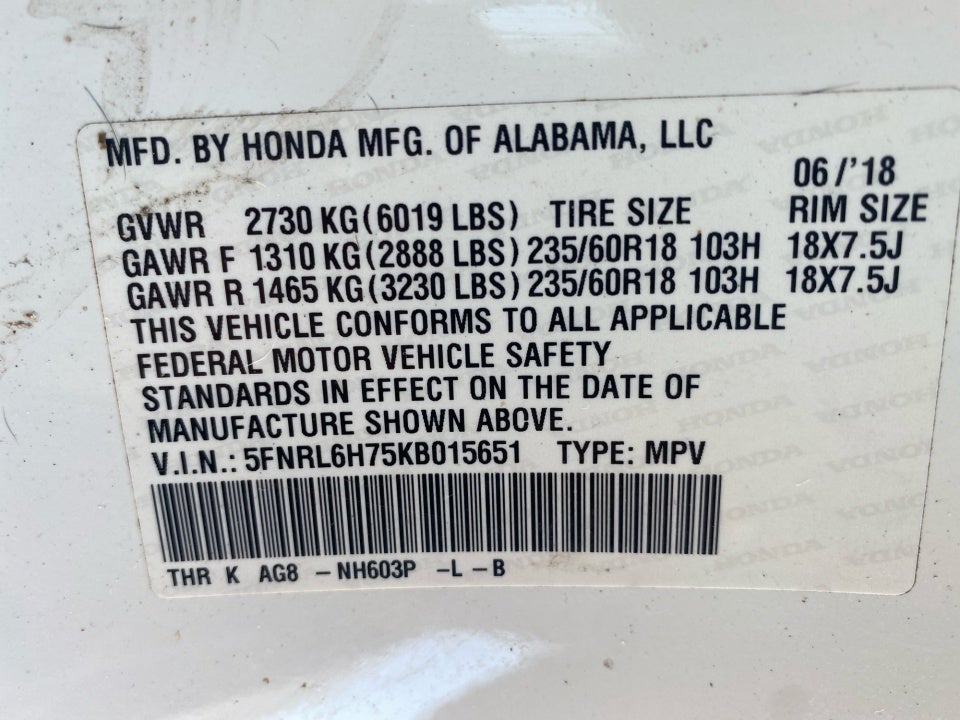 MFD. BY HONDA MFG. OF ALABAMA, LLC
06/'18
GVWR 2730 KG(6019 LBS) TIRE SIZE RIM SIZE
GAWR F 1310 KG(2888 LBS) 235/60R18 103H 18X7.5J
GAWR R 1465 KG(3230 LBS) 235/60R18 103H 18X7.5J
THIS VEHICLE CONFORMS TO ALL APPLICABLE
FEDERAL MOTOR VEHICLE SAFETY
STANDARDS IN EFFECT ON THE DATE OF
MANUFACTURE SHOWN ABOVE.
V.I.N.: 5FNRL6H75KB015651 TYPE: MPV
THR K AG8 -NH603P -L -B